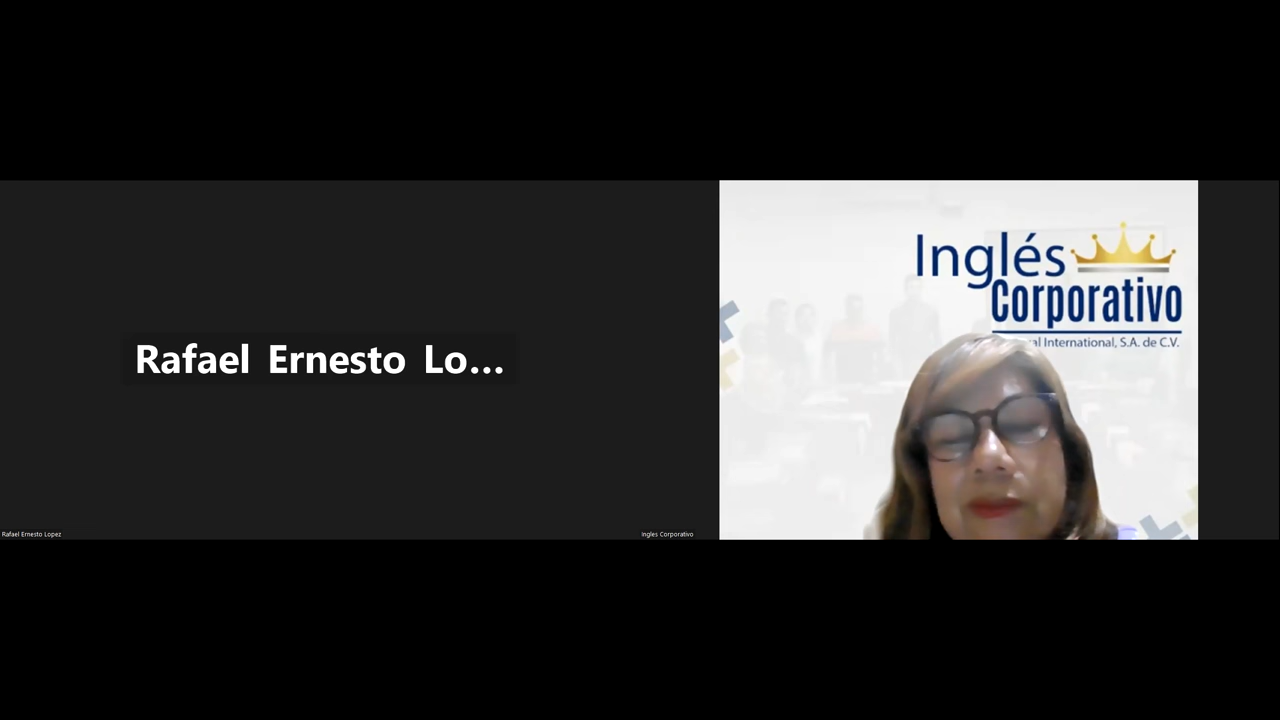 Rafael Ernesto Lo...
Rafael Ernesto Lopez
Ingles Corporativo
Inglés
Corporativo
International, S.A. de C.V.